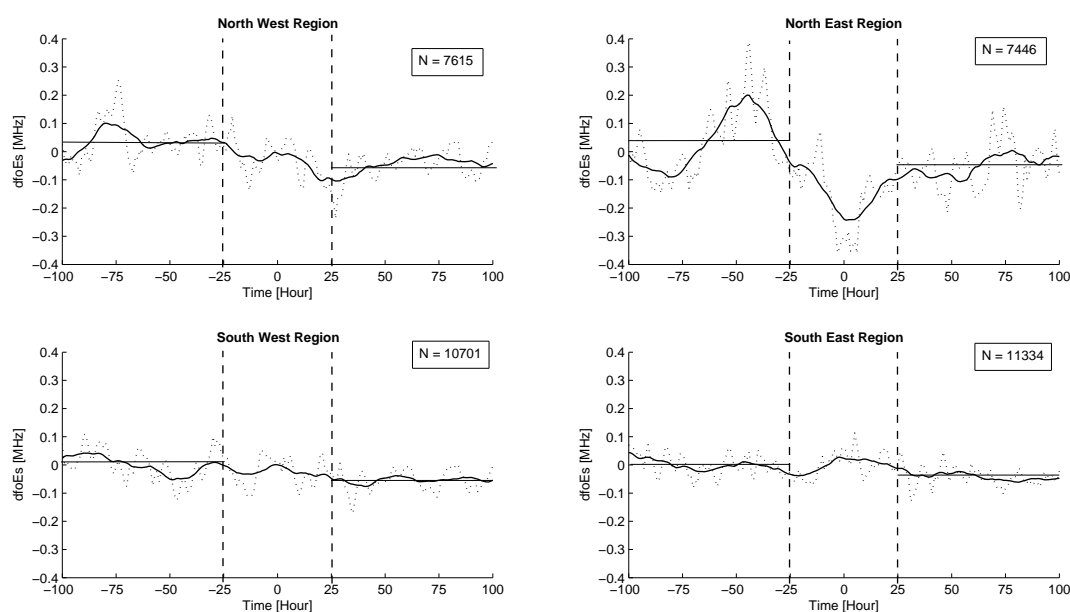 North West Region
N = 7615
0.4
0.3
0.2
0.1
0
−0.1
−0.2
−0.3
−0.4
dfoEs [MHz]
−100 −75 −50 −25 0 25 50 75 100
Time [Hour]
North East Region
N = 7446
0.4
0.3
0.2
0.1
0
−0.1
−0.2
−0.3
−0.4
dfoEs [MHz]
−100 −75 −50 −25 0 25 50 75 100
Time [Hour]
South West Region
N = 10701
0.4
0.3
0.2
0.1
0
−0.1
−0.2
−0.3
−0.4
dfoEs [MHz]
−100 −75 −50 −25 0 25 50 75 100
Time [Hour]
South East Region
N = 11334
0.4
0.3
0.2
0.1
0
−0.1
−0.2
−0.3
−0.4
dfoEs [MHz]
−100 −75 −50 −25 0 25 50 75 100
Time [Hour]